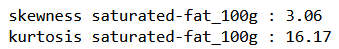 skewness saturated-fat_100g : 3.06
kurtosis saturated-fat_100g : 16.17